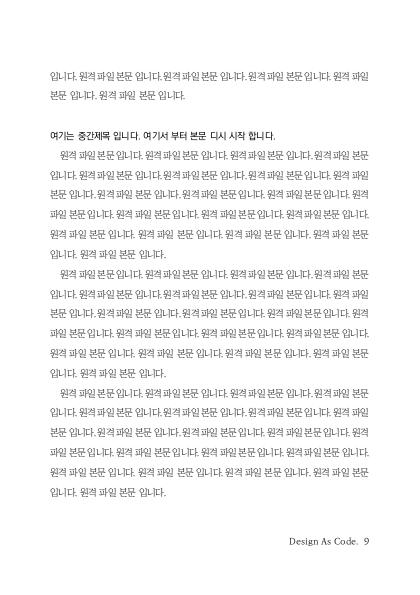 입니다. 원격 파일 본문 입니다. 원격 파일 본문 입니다. 원격 파일 본문 입니다. 원격 파일
본문 입니다. 원격 파일 본문 입니다.
여기는 중간제목 입니다. 여기서 부터 본문 디시 시작 합니다.
원격 파일 본문 입니다. 원격 파일 본문 입니다. 원격 파일 본문 입니다. 원격 파일 본문
입니다. 원격 파일 본문 입니다. 원격 파일 본문 입니다. 원격 파일 본문 입니다. 원격 파일
본문 입니다. 원격 파일 본문 입니다. 원격 파일 본문 입니다. 원격 파일 본문 입니다. 원격
파일 본문 입니다. 원격 파일 본문 입니다. 원격 파일 본문 입니다. 원격 파일 본문 입니다.
원격 파일 본문 입니다. 원격 파일 본문 입니다. 원격 파일 본문 입니다. 원격 파일 본문
입니다. 원격 파일 본문 입니다.
원격 파일 본문 입니다. 원격 파일 본문 입니다. 원격 파일 본문 입니다. 원격 파일 본문
입니다. 원격 파일 본문 입니다. 원격 파일 본문 입니다. 원격 파일 본문 입니다. 원격 파일
본문 입니다. 원격 파일 본문 입니다. 원격 파일 본문 입니다. 원격 파일 본문 입니다. 원격
파일 본문 입니다. 원격 파일 본문 입니다. 원격 파일 본문 입니다. 원격 파일 본문 입니다.
원격 파일 본문 입니다. 원격 파일 본문 입니다. 원격 파일 본문 입니다. 원격 파일 본문
입니다. 원격 파일 본문 입니다.
원격 파일 본문 입니다. 원격 파일 본문 입니다. 원격 파일 본문 입니다. 원격 파일 본문
입니다. 원격 파일 본문 입니다. 원격 파일 본문 입니다. 원격 파일 본문 입니다. 원격 파일
본문 입니다. 원격 파일 본문 입니다. 원격 파일 본문 입니다. 원격 파일 본문 입니다. 원격
파일 본문 입니다. 원격 파일 본문 입니다. 원격 파일 본문 입니다. 원격 파일 본문 입니다.
원격 파일 본문 입니다. 원격 파일 본문 입니다. 원격 파일 본문 입니다. 원격 파일 본문
입니다. 원격 파일 본문 입니다.
Design As Code. 9